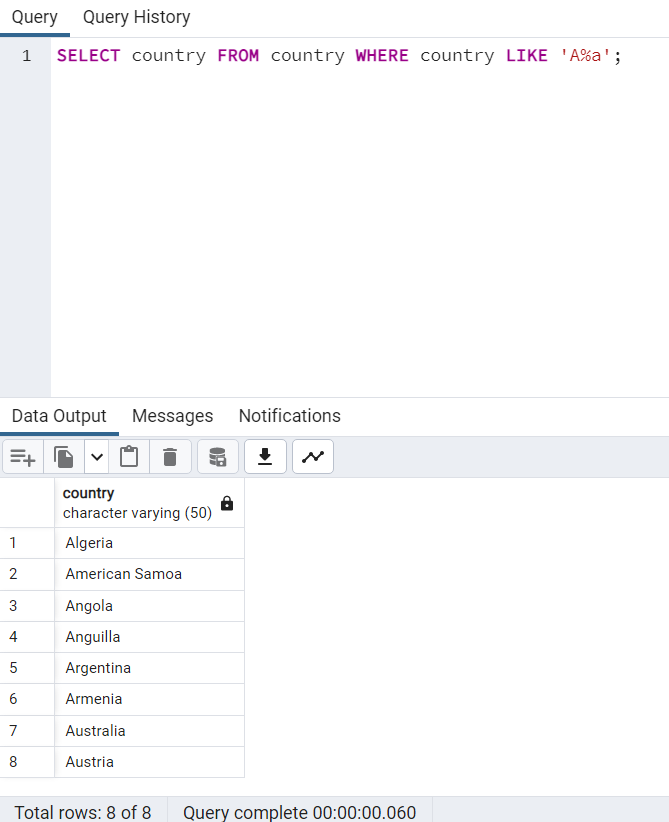 Query Query History
1 SELECT country FROM country WHERE country LIKE 'A%a';
Data Output Messages Notifications
country
character varying (50)
1 Algeria
2 American Samoa
3 Angola
4 Anguilla
5 Argentina
6 Armenia
7 Australia
8 Austria
Total rows: 8 of 8 Query complete 00:00:00.060